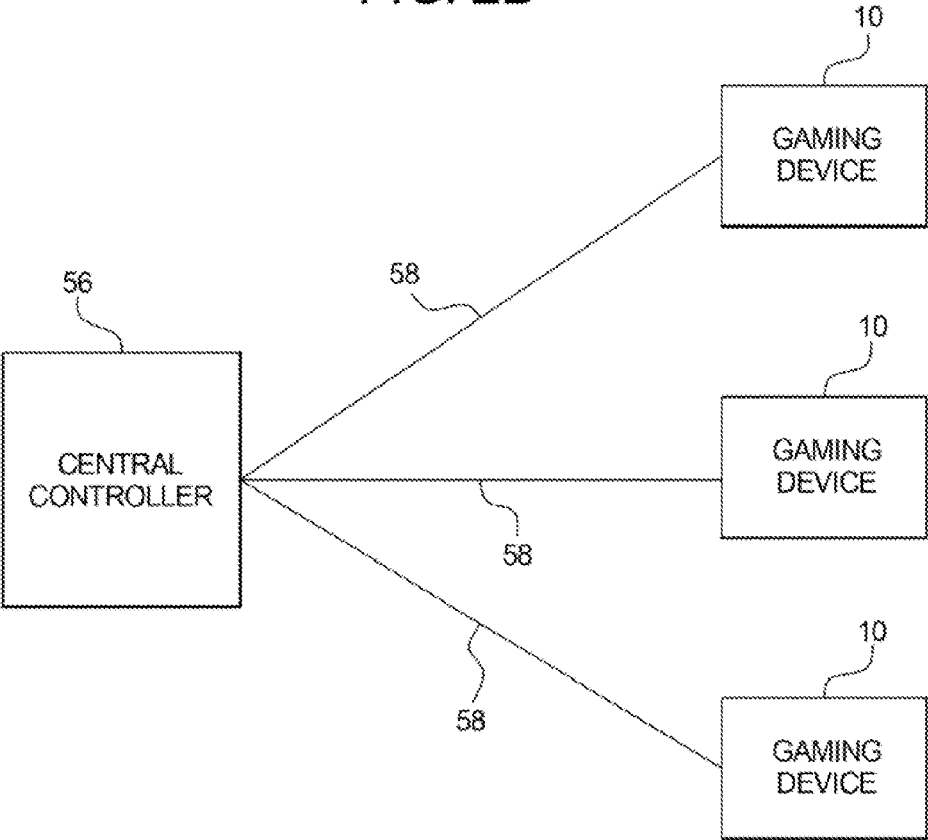 10
GAMING
DEVICE
58
56
10
CENTRAL
CONTROLLER
GAMING
DEVICE
58
10
58
GAMING
DEVICE